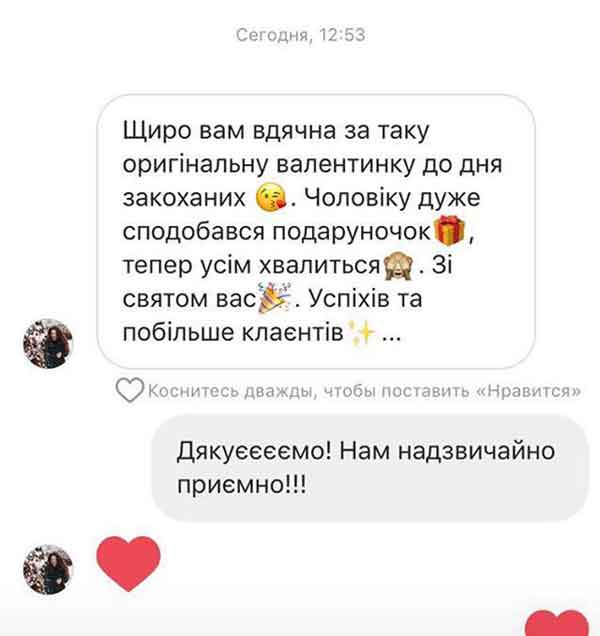 Сегодня, 12:53
Щиро вам вдячна за таку
оригінальну валентинку до дня
закоханих 😘. Чоловіку дуже
сподобався подаруночок🎁,
тепер усім хвалиться🙈. Зі
святом вас🎉. Успіхів та
побільше клаєнтів✨...
Коснитесь дважды, чтобы поставить «Нравится»
Дякуєєєємо! Нам надзвичайно
приємно!!!